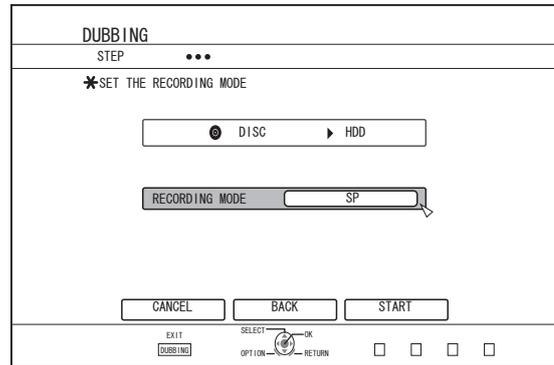 DUBBING
STEP •••
*SET THE RECORDING MODE
DISC ▶ HDD
RECORDING MODE SP
CANCEL BACK START
EXIT
DUBBING
SELECT OK
OPTION RETURN